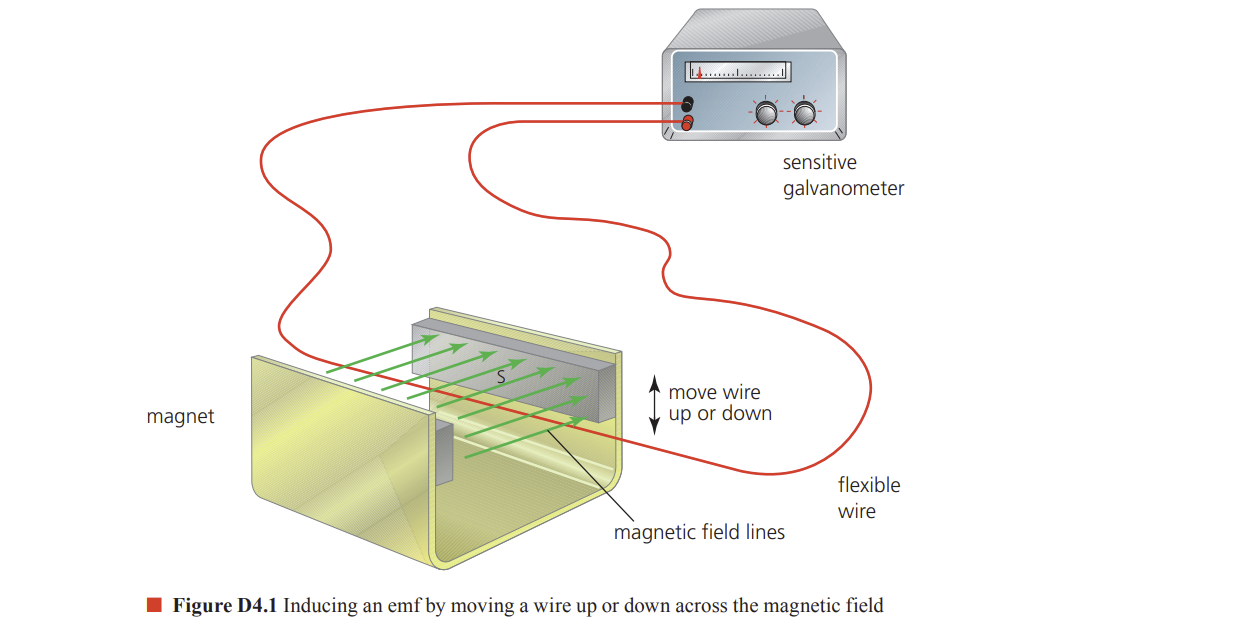 sensitive
galvanometer
S
magnet
move wire
up or down
flexible
wire
magnetic field lines
Figure D4.1 Inducing an emf by moving a wire up or down across the magnetic field